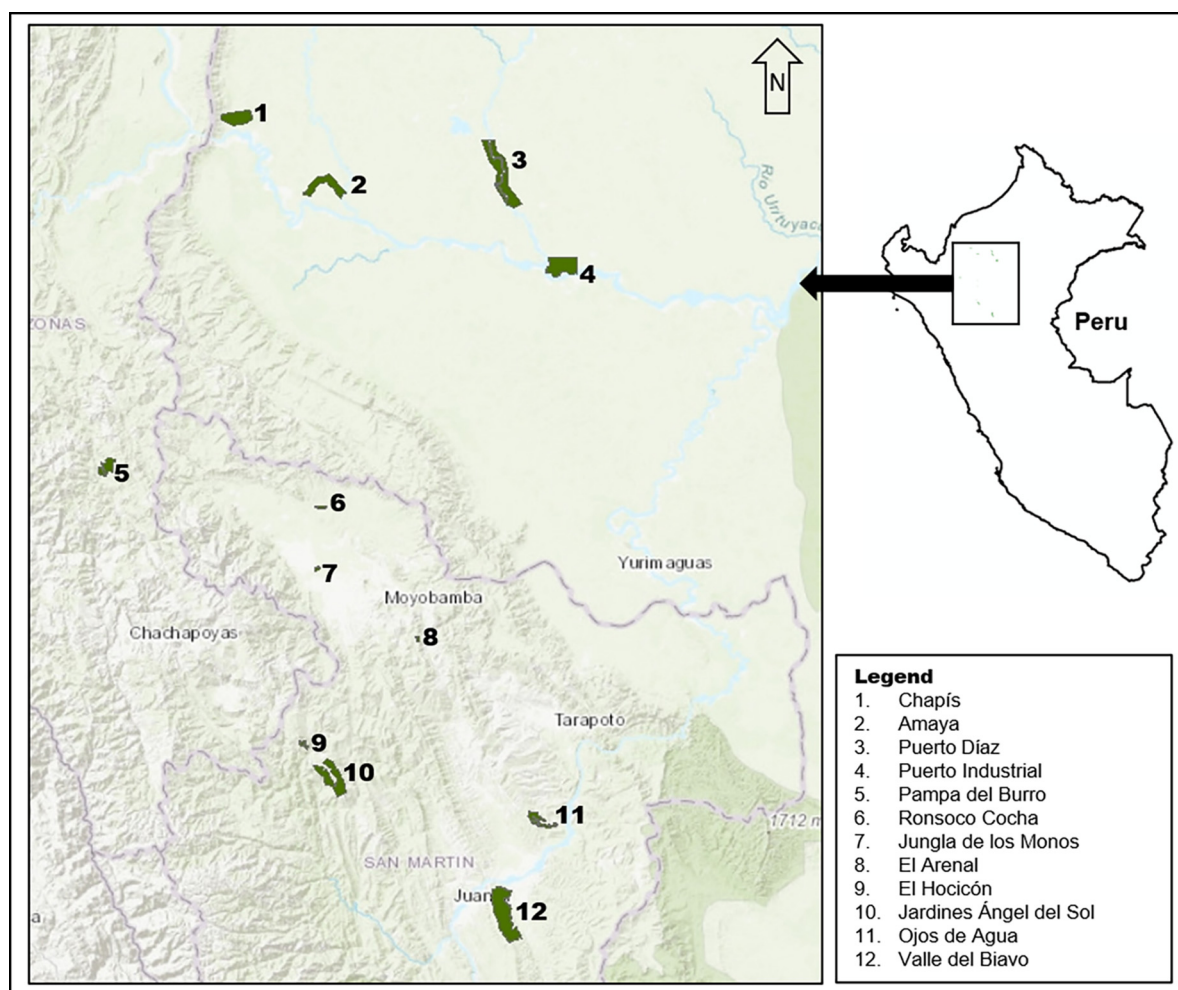 N
1
2
3
4
Río Urituyacu
ZONAS
Peru
5
6
7
Yurimaguas
Moyobamba
8
Chachapoyas
Tarapoto
9
10
11
1712 m
SAN MARTIN
Juan
12
a
Legend
1. Chapís
2. Amaya
3. Puerto Díaz
4. Puerto Industrial
5. Pampa del Burro
6. Ronsoco Cocha
7. Jungla de los Monos
8. El Arenal
9. El Hocicón
10. Jardines Ángel del Sol
11. Ojos de Agua
12. Valle del Biavo